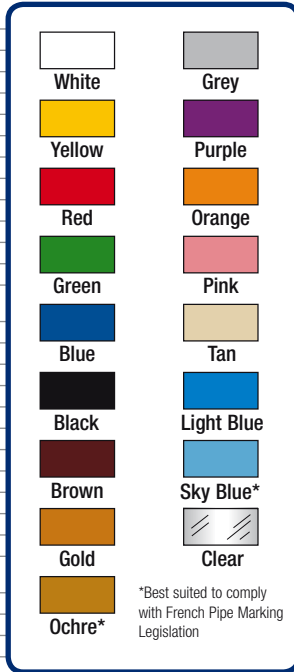 White
Grey
Yellow
Purple
Red
Orange
Green
Pink
Blue
Tan
Black
Light Blue
Brown
Sky Blue*
Gold
Clear
Ochre*
*Best suited to comply
with French Pipe Marking
Legislation